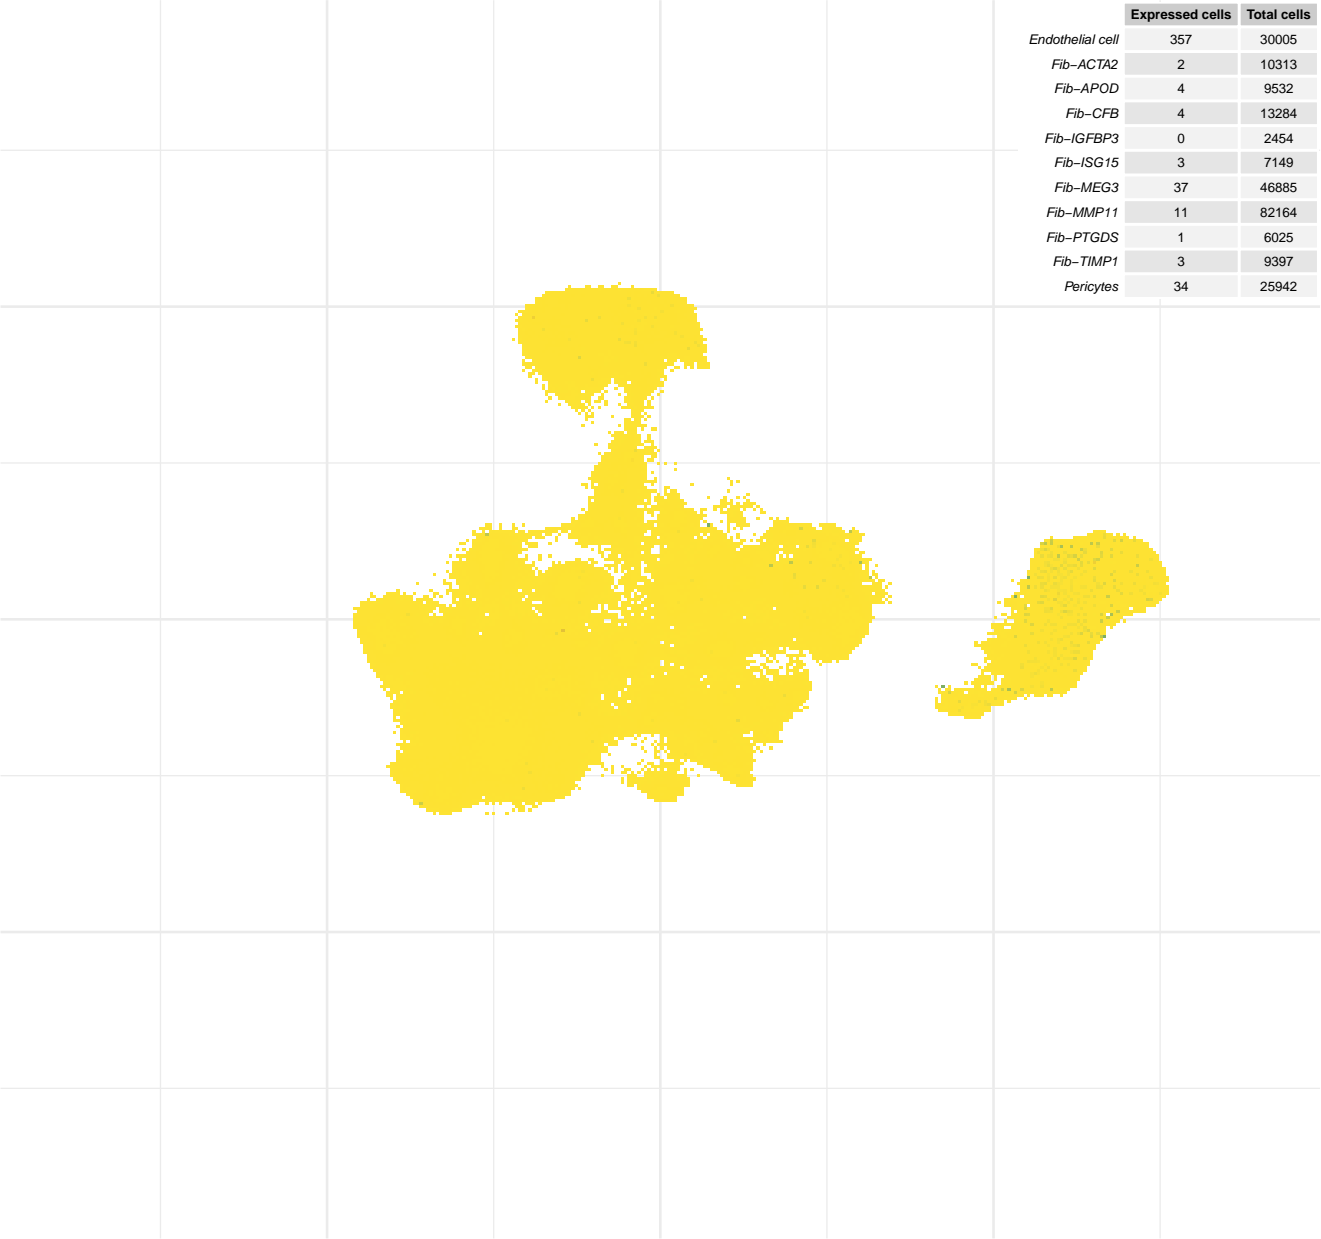 Expressed cells Total cells
Endothelial cell 357 30005
Fib−ACTA2 2 10313
Fib−APOD 4 9532
Fib−CFB 4 13284
Fib−IGFBP3 0 2454
Fib−ISG15 3 7149
Fib−MEG3 37 46885
Fib−MMP11 11 82164
Fib−PTGDS 1 6025
Fib−TIMP1 3 9397
Pericytes 34 25942